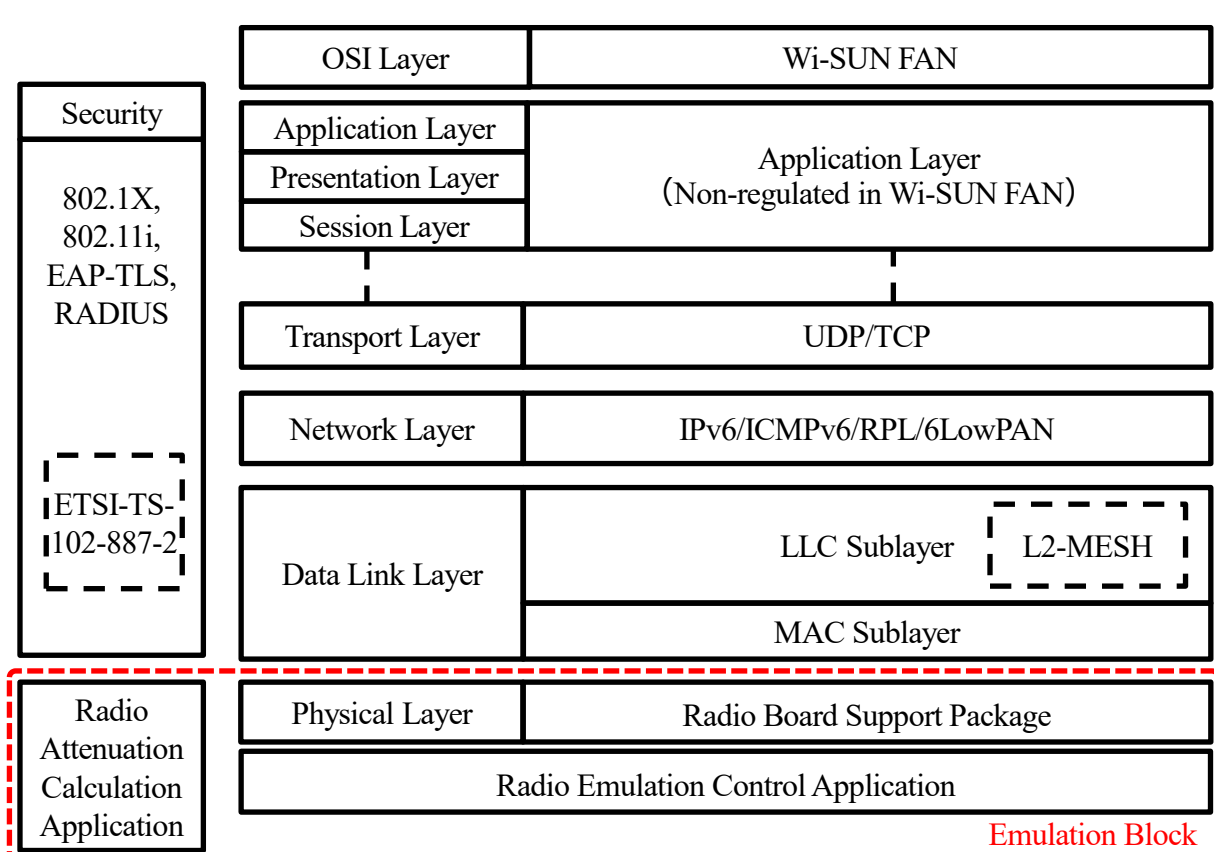 OSI Layer
Wi-SUN FAN
Security
802.1X,
802.11i,
EAP-TLS,
RADIUS
ETSI-TS-
102-887-2
Application Layer
Presentation Layer
Session Layer
Application Layer
（Non-regulated in Wi-SUN FAN）
Transport Layer
UDP/TCP
Network Layer
IPv6/ICMPv6/RPL/6LowPAN
Data Link Layer
LLC Sublayer
L2-MESH
MAC Sublayer
Radio
Attenuation
Calculation
Application
Physical Layer
Radio Board Support Package
Radio Emulation Control Application
Emulation Block